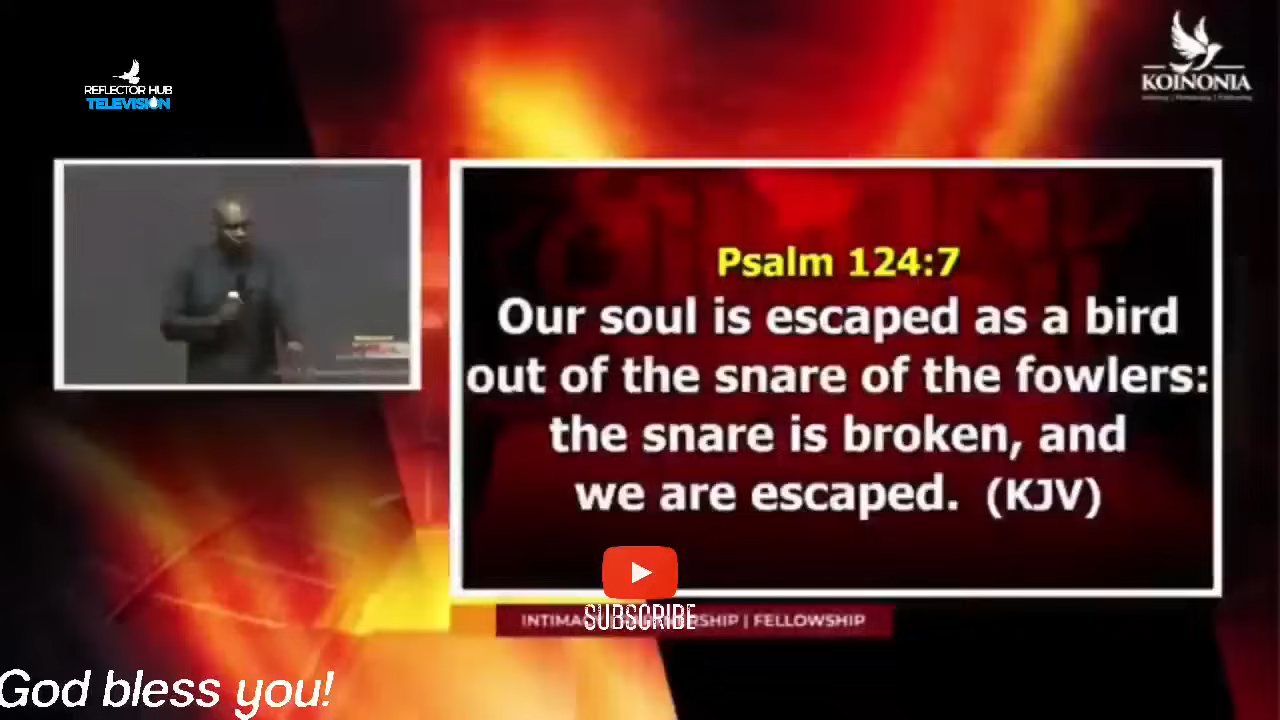 REFLECTOR HUB
TELEVISION
KOINONIA
Psalm 124:7
Our soul is escaped as a bird
out of the snare of the fowlers:
the snare is broken, and
we are escaped. (KJV)
SUBSCRIBE
| FELLOWSHIP
God bless you!